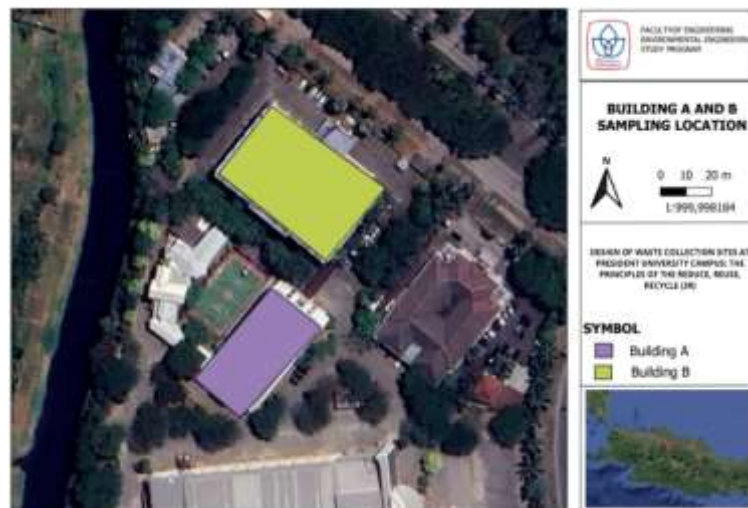 FACULTY OF ENGINEERING
ENVIRONMENTAL ENGINEERING
STUDY PROGRAM
BUILDING A AND B
SAMPLING LOCATION
N
0 10 20 m
1:999,998184
DESIGN OF WASTE COLLECTION SITES AT
PRESIDENT UNIVERSITY CAMPUS: THE
PRINCIPLES OF THE REDUCE, REUSE,
RECYCLE (3R)
SYMBOL
Building A
Building B